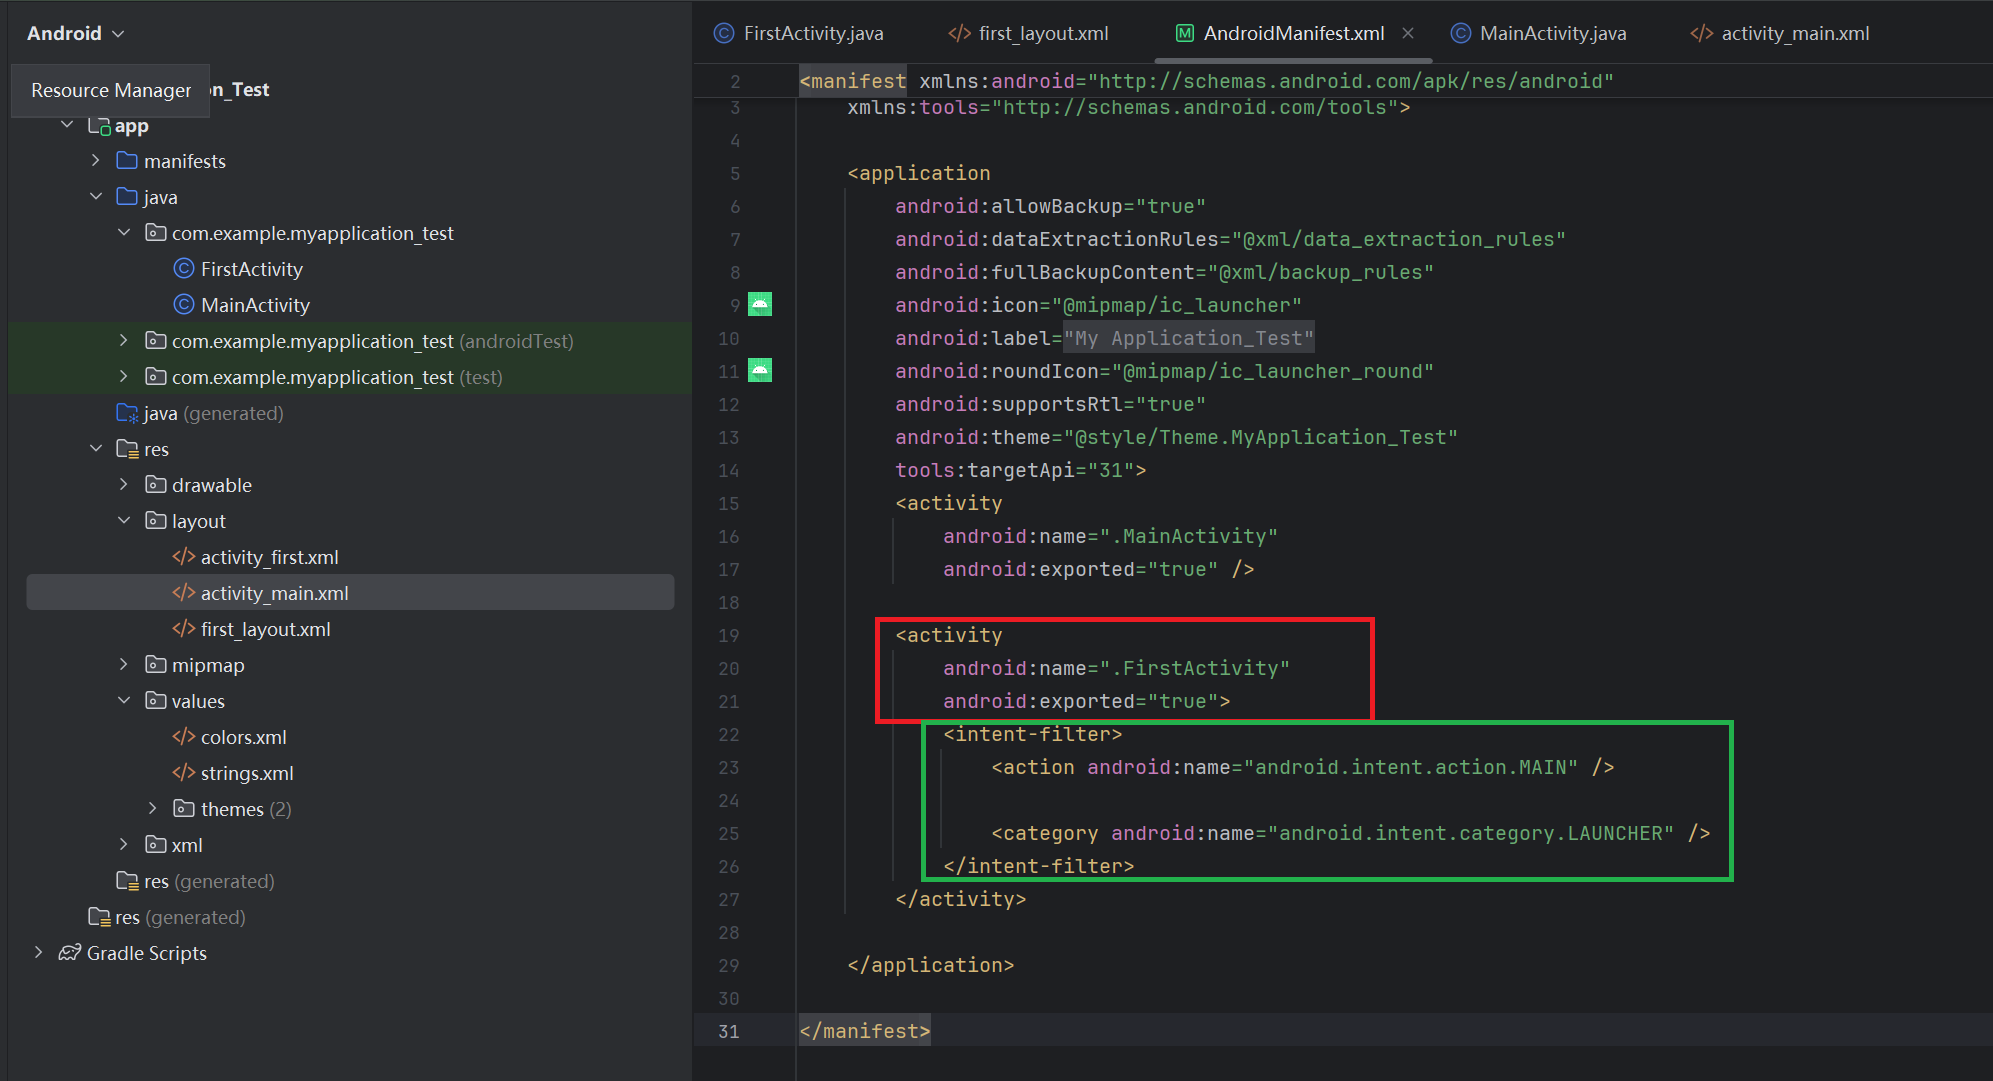 Android
Resource Manager
n_Test
app
manifests
java
com.example.myapplication_test
FirstActivity
MainActivity
com.example.myapplication_test (androidTest)
com.example.myapplication_test (test)
java (generated)
res
drawable
layout
activity_first.xml
activity_main.xml
first_layout.xml
mipmap
values
colors.xml
strings.xml
themes (2)
xml
res (generated)
res (generated)
Gradle Scripts
FirstActivity.java first_layout.xml AndroidManifest.xml MainActivity.java activity_main.xml
2 <manifest xmlns:android="http://schemas.android.com/apk/res/android"
3 xmlns:tools="http://schemas.android.com/tools">
4
5 <application
6 android:allowBackup="true"
7 android:dataExtractionRules="@xml/data_extraction_rules"
8 android:fullBackupContent="@xml/backup_rules"
9 android:icon="@mipmap/ic_launcher"
10 android:label="My Application_Test"
11 android:roundIcon="@mipmap/ic_launcher_round"
12 android:supportsRtl="true"
13 android:theme="@style/Theme.MyApplication_Test"
14 tools:targetApi="31">
15 <activity
16 android:name=".MainActivity"
17 android:exported="true" />
18
19 <activity
20 android:name=".FirstActivity"
21 android:exported="true">
22 <intent-filter>
23 <action android:name="android.intent.action.MAIN" />
24
25 <category android:name="android.intent.category.LAUNCHER" />
26 </intent-filter>
27 </activity>
28
29 </application>
30
31 </manifest>